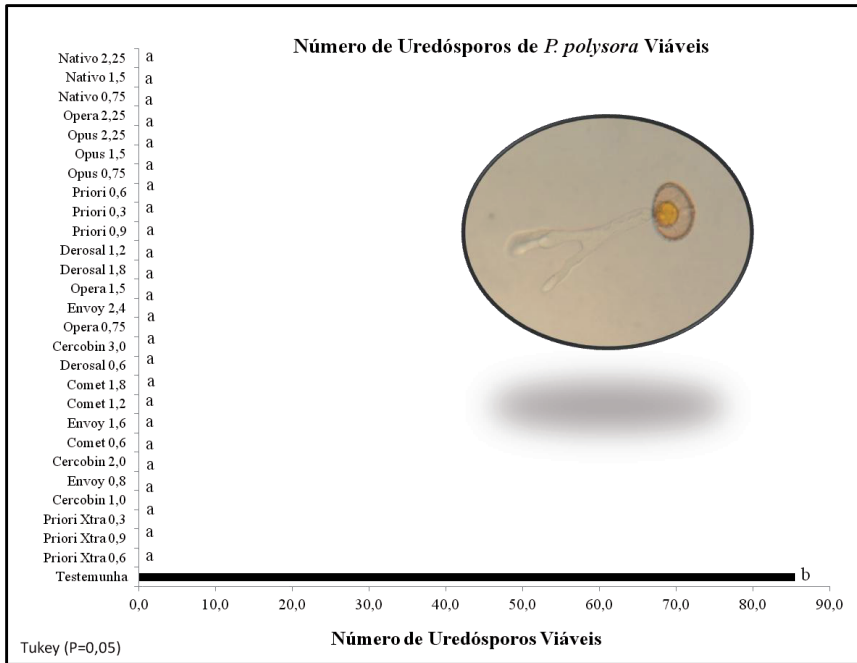 Número de Uredósporos de P. polysora Viáveis
Nativo 2,25 a
Nativo 1,5 a
Nativo 0,75 a
Opera 2,25 a
Opus 2,25 a
Opus 1,5 a
Opus 0,75
Priori 0,6 a
Priori 0,3 a
Priori 0,9 a
Derosal 1,2 a
Derosal 1,8 a
Opera 1,5 a
Envoy 2,4 a
Opera 0,75
Cercobin 3,0 a
Derosal 0,6 a
Comet 1,8 a
Comet 1,2 a
Envoy 1,6 a
Comet 0,6 a
Cercobin 2,0 a
Envoy 0,8 a
Cercobin 1,0
Priori Xtra 0,3 a
Priori Xtra 0,9 a
Priori Xtra 0,6 a
Testemunha b
0,0 10,0 20,0 30,0 40,0 50,0 60,0 70,0 80,0 90,0
Número de Uredósporos Viáveis
Tukey (P=0,05)